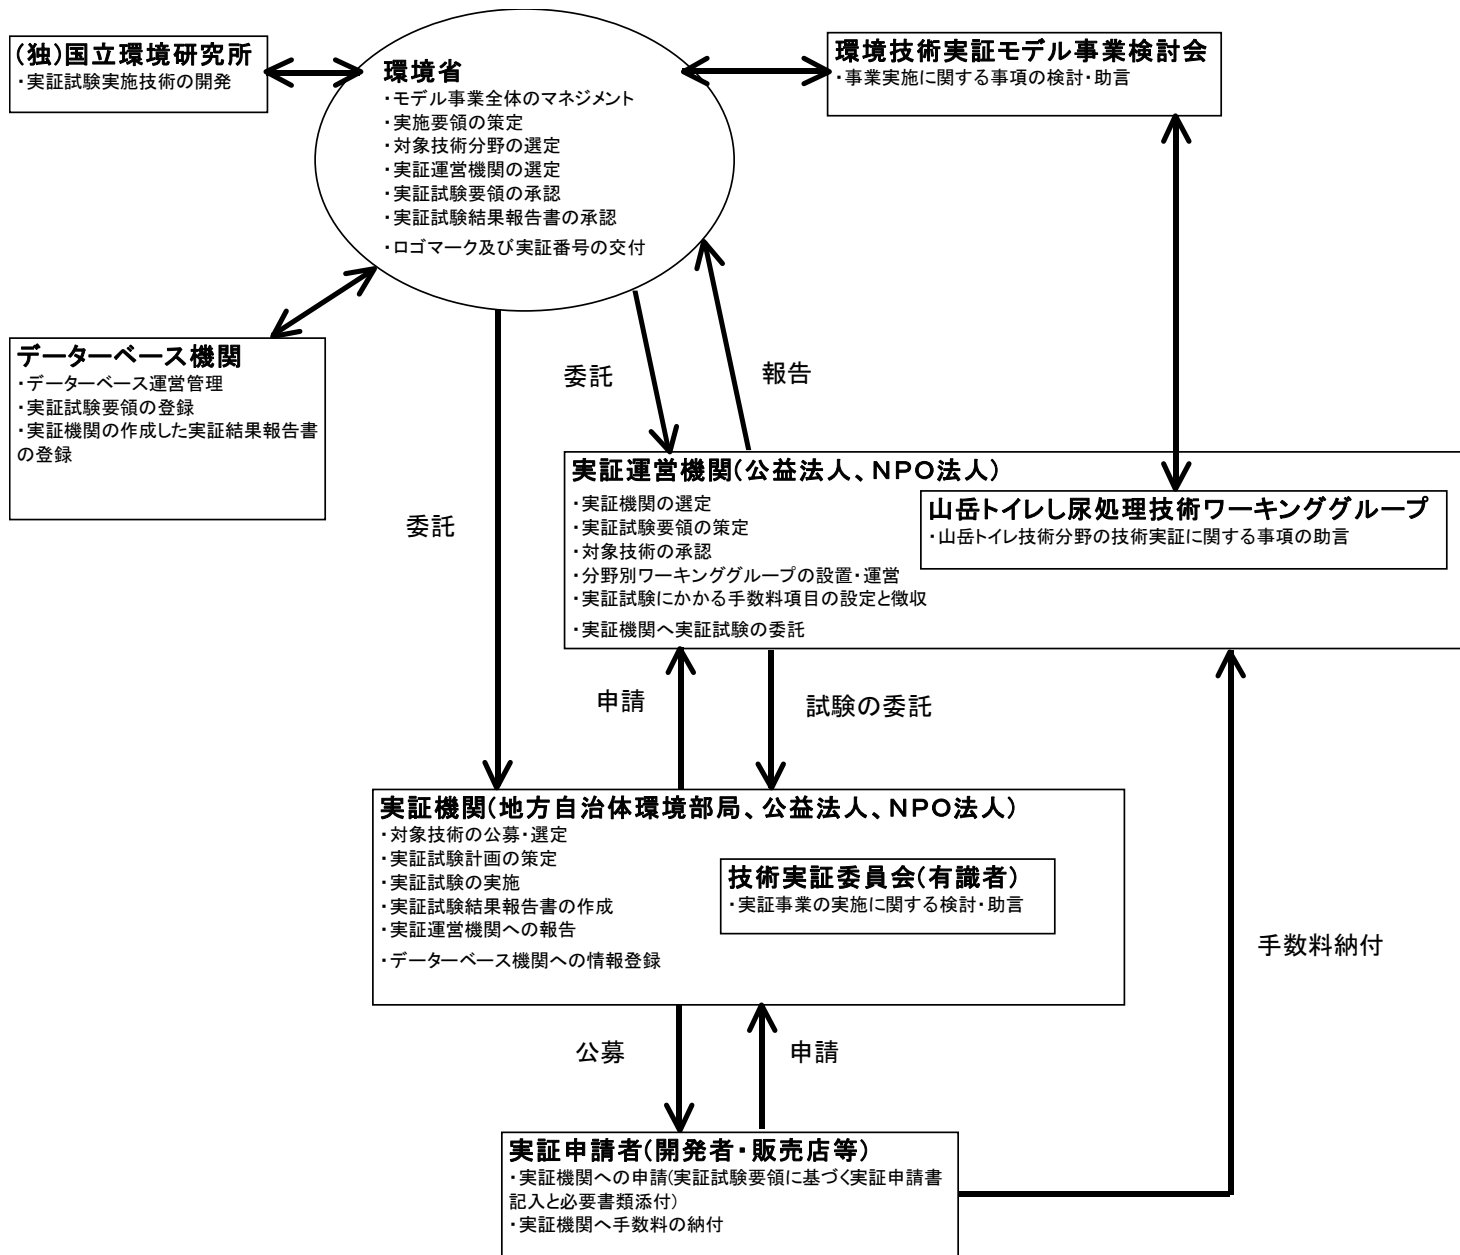 (独)国立環境研究所
・実証試験実施技術の開発
環境省
・モデル事業全体のマネジメント
・実施要領の策定
・対象技術分野の選定
・実証運営機関の選定
・実証試験要領の承認
・実証試験結果報告書の承認
・ロゴマーク及び実証番号の交付
環境技術実証モデル事業検討会
・事業実施に関する事項の検討・助言
データーベース機関
・データーベース運営管理
・実証試験要領の登録
・実証機関の作成した実証結果報告書
の登録
委託
委託
報告
実証運営機関(公益法人、NPO法人)
・実証機関の選定
・実証試験要領の策定
・対象技術の承認
・分野別ワーキンググループの設置・運営
・実証試験にかかる手数料項目の設定と徴収
・実証機関へ実証試験の委託
山岳トイレし尿処理技術ワーキンググループ
・山岳トイレ技術分野の技術実証に関する事項の助言
申請
試験の委託
実証機関(地方自治体環境部局、公益法人、NPO法人)
・対象技術の公募・選定
・実証試験計画の策定
・実証試験の実施
・実証試験結果報告書の作成
・実証運営機関への報告
・データーベース機関への情報登録
技術実証委員会(有識者)
・実証事業の実施に関する検討・助言
手数料納付
公募
申請
実証申請者(開発者・販売店等)
・実証機関への申請(実証試験要領に基づく実証申請書
記入と必要書類添付)
・実証機関へ手数料の納付